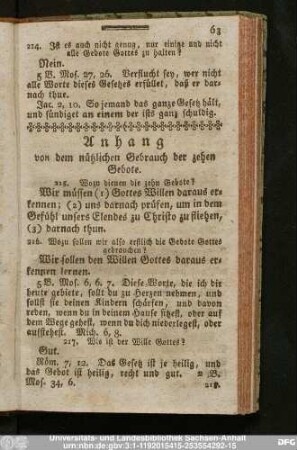 63
224. Ist es auch nicht genug, nur einige und nicht
alle Gebote Gottes zu halten?
Nein.
5 B. Mos. 27, 26. Verflucht sey, wer nicht
alle Worte dieses Gesetzes erfüllet, daß er dar-
nach thue.
Jac. 2, 10. So jemand das ganze Gesetz hält,
und sündiget an einem der ists ganz schuldig.
Anhang
von dem nützlichen Gebrauch der zehen
Gebote.
215. Wozu dienen die zehn Gebote?
Wir müssen (1) Gottes Willen daraus er-
kennen; (2) uns darnach prüfen, um in dem
Gefühl unsers Elendes zu Christo zu fliehen,
(3) darnach thun.
216. Wozu sollen wir also erstlich die Gebote Gottes
gebrauchen?
Wir sollen den Willen Gottes daraus er-
kennen lernen.
5 B. Mos. 6, 6. 7. Diese Worte, die ich dir
heute gebiete, sollt du zu Herzen nehmen, und
sollt sie deinen Kindern schärfen, und davon
reden, wenn du in deinem Hause sitzest, oder auf
dem Wege gehest, wenn du dich niederlegest, oder
aufstehest. Mich. 6, 8.
217. Wie ist der Wille Gottes?
Gut.
Röm. 7, 12. Das Gesetz ist je heilig, und
das Gebot ist heilig, recht und gut. B.
Mos. 34, 6.
218.
Universitäts- und Landesbibliothek Sachsen-Anhalt
urn:nbn:de:gbv:3:1-1192015415-253554292-15
DFG